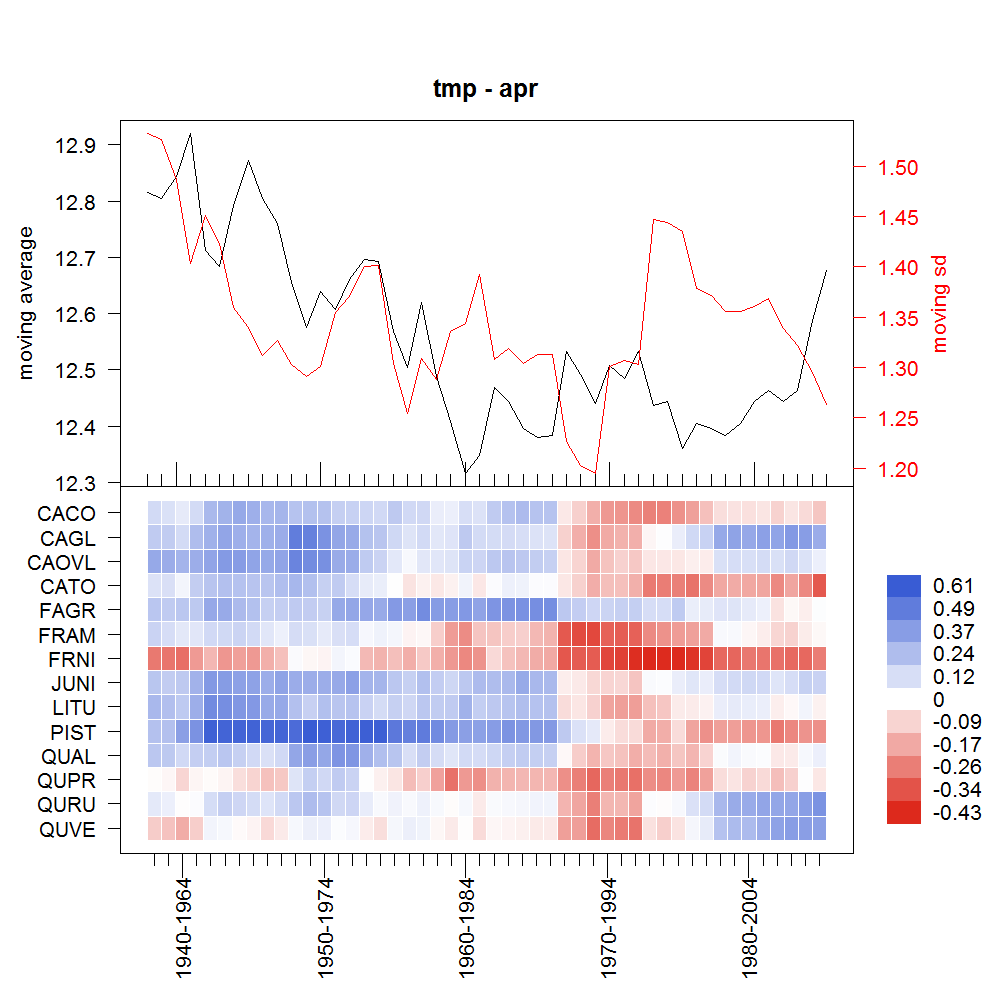 tmp - apr
moving average
12.9
12.8
12.7
12.6
12.5
12.4
12.3
1.50
1.45
1.40
1.35
1.30
1.25
1.20
moving sd
CACO
CAGL
CAOVL
CATO
FAGR
FRAM
FRNI
JUNI
LITU
PIST
QUAL
QUPR
QURU
QUVE
0.61
0.49
0.37
0.24
0.12
0
-0.09
-0.17
-0.26
-0.34
-0.43
1940-1964
1950-1974
1960-1984
1970-1994
1980-2004